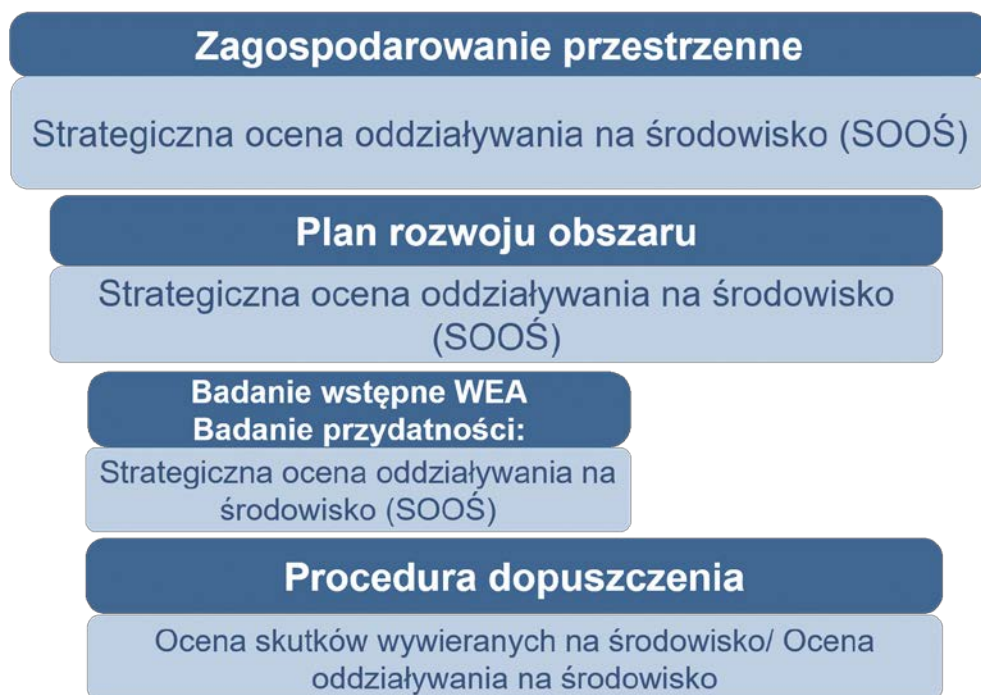 Zagospodarowanie przestrzenne
Strategiczna ocena oddziaływania na środowisko (SOOŚ)
Plan rozwoju obszaru
Strategiczna ocena oddziaływania na środowisko
(SOOŚ)
Badanie wstępne WEA
Badanie przydatności:
Strategiczna ocena oddziaływania na
środowisko (SOOŚ)
Procedura dopuszczenia
Ocena skutków wywieranych na środowisko/ Ocena
oddziaływania na środowisko